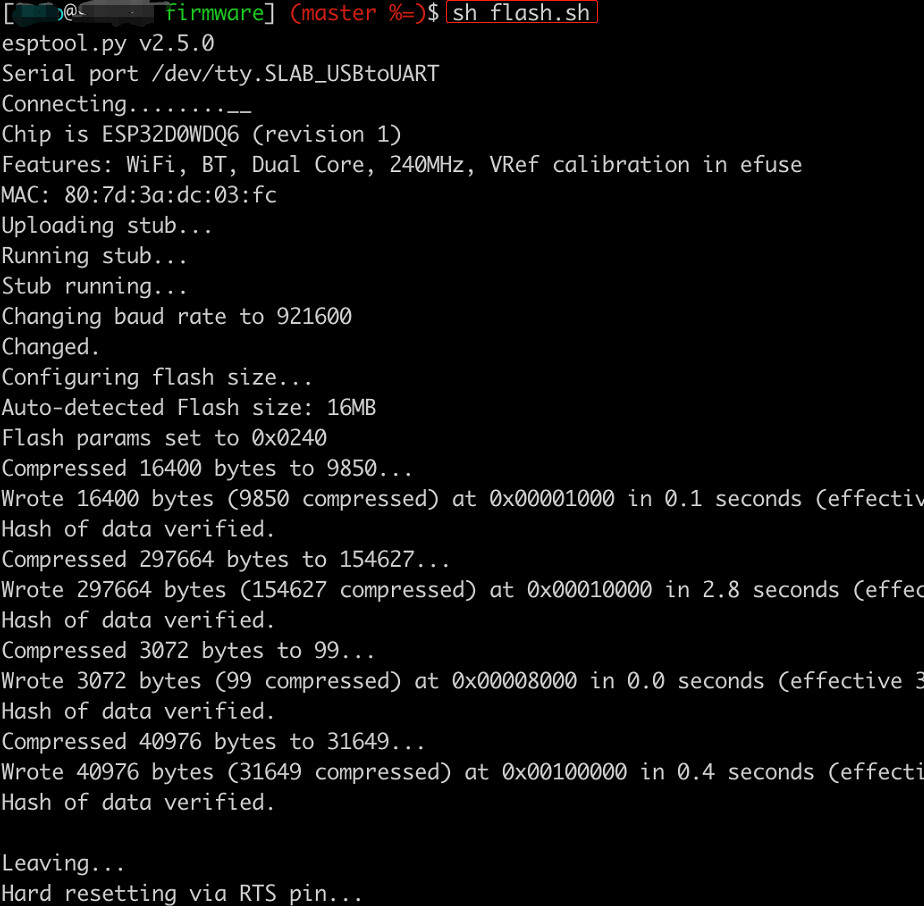 firmware] (master %=)$ sh flash.sh
esptool.py v2.5.0
Serial port /dev/tty.SLAB_USBtoUART
Connecting........__
Chip is ESP32D0WDQ6 (revision 1)
Features: WiFi, BT, Dual Core, 240MHz, VRef calibration in efuse
MAC: 80:7d:3a:dc:03:fc
Uploading stub...
Running stub...
Stub running...
Changing baud rate to 921600
Changed.
Configuring flash size...
Auto-detected Flash size: 16MB
Flash params set to 0x0240
Compressed 16400 bytes to 9850...
Wrote 16400 bytes (9850 compressed) at 0x00001000 in 0.1 seconds (effectiv
Hash of data verified.
Compressed 297664 bytes to 154627...
Wrote 297664 bytes (154627 compressed) at 0x00010000 in 2.8 seconds (effec
Hash of data verified.
Compressed 3072 bytes to 99...
Wrote 3072 bytes (99 compressed) at 0x00008000 in 0.0 seconds (effective 3
Hash of data verified.
Compressed 40976 bytes to 31649...
Wrote 40976 bytes (31649 compressed) at 0x00100000 in 0.4 seconds (effecti
Hash of data verified.
Leaving...
Hard resetting via RTS pin...